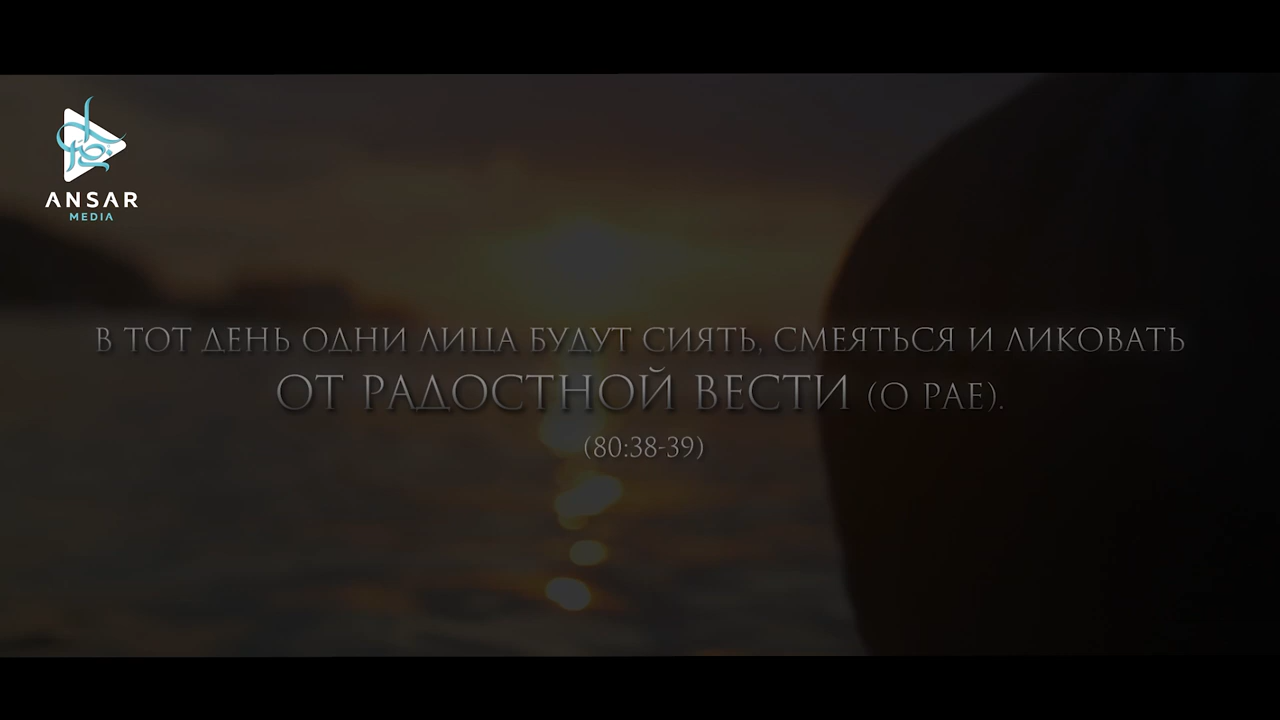 ANSAR
MEDIA
В ТОТ ДЕНЬ ОДНИ ЛИЦА БУДУТ СИЯТЬ, СМЕЯТЬСЯ И ЛИКОВАТЬ
ОТ РАДОСТНОЙ ВЕСТИ (О РАЕ).
(80:38-39)